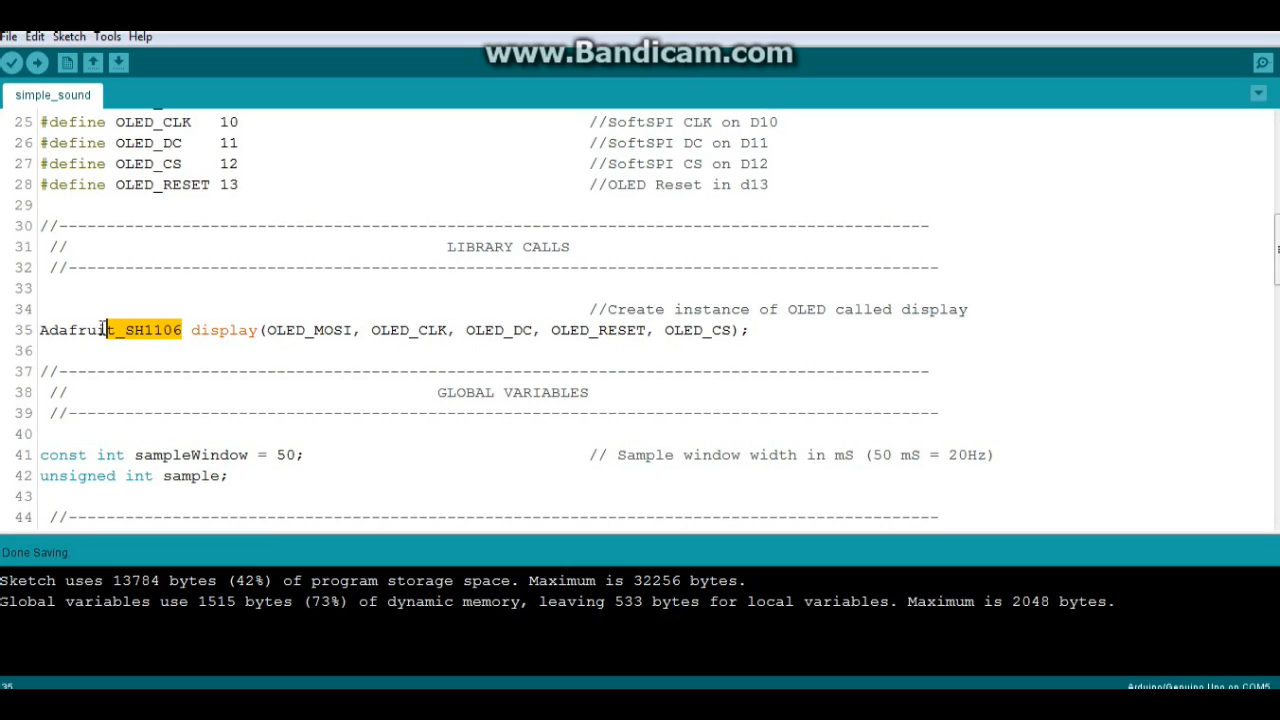 File Edit Sketch Tools Help
www.Bandicam.com
simple_sound
25 #define OLED_CLK 10 //SoftSPI CLK on D10
26 #define OLED_DC 11 //SoftSPI DC on D11
27 #define OLED_CS 12 //SoftSPI CS on D12
28 #define OLED_RESET 13 //OLED Reset in d13
29
30 //--------------------------------------------------------------------------------------------
31 // LIBRARY CALLS
32 //--------------------------------------------------------------------------------------------
33
34 //Create instance of OLED called display
35 Adafruit_SH1106 display(OLED_MOSI, OLED_CLK, OLED_DC, OLED_RESET, OLED_CS);
36
37 //--------------------------------------------------------------------------------------------
38 // GLOBAL VARIABLES
39 //--------------------------------------------------------------------------------------------
40
41 const int sampleWindow = 50; // Sample window width in mS (50 mS = 20Hz)
42 unsigned int sample;
43
44 //--------------------------------------------------------------------------------------------
Done Saving.
Sketch uses 13784 bytes (42%) of program storage space. Maximum is 32256 bytes.
Global variables use 1515 bytes (73%) of dynamic memory, leaving 533 bytes for local variables. Maximum is 2048 bytes.
35 Arduino/Genuino Uno on COM5